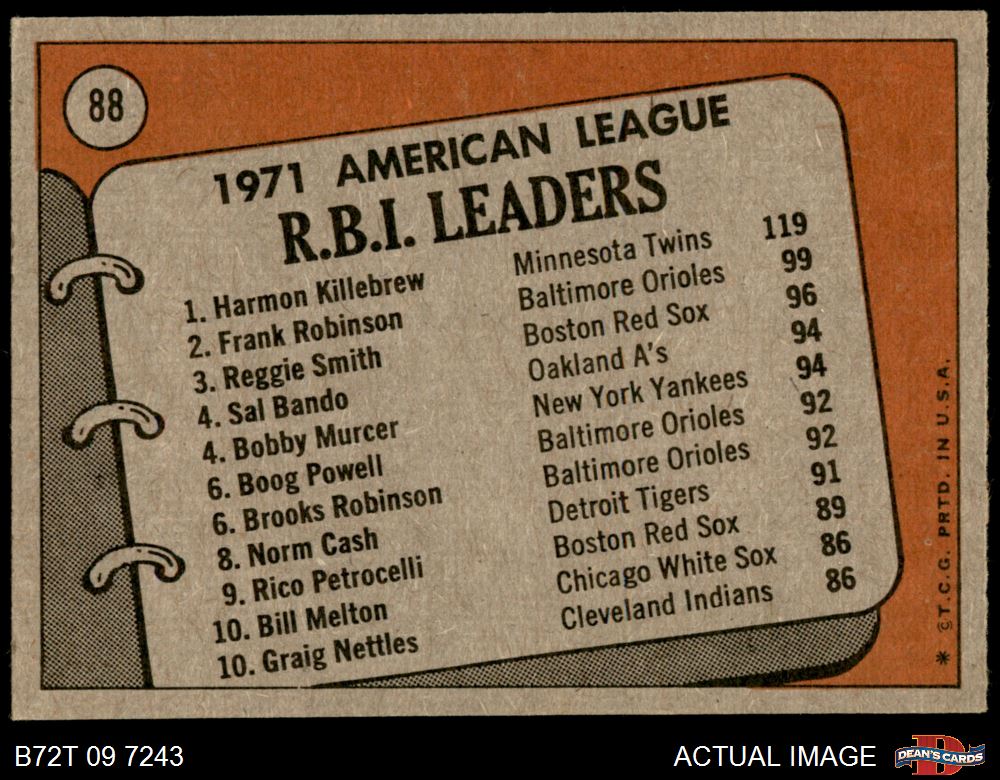 88
1971 AMERICAN LEAGUE
R.B.I. LEADERS
1. Harmon Killebrew Minnesota Twins 119
2. Frank Robinson Baltimore Orioles 99
3. Reggie Smith Boston Red Sox 96
4. Sal Bando Oakland A's 94
4. Bobby Murcer New York Yankees 94
6. Boog Powell Baltimore Orioles 92
6. Brooks Robinson Baltimore Orioles 92
8. Norm Cash Detroit Tigers 91
9. Rico Petrocelli Boston Red Sox 89
10. Bill Melton Chicago White Sox 86
10. Graig Nettles Cleveland Indians 86
* ©T.C.G. PRTD. IN U.S.A.
B72T 09 7243
ACTUAL IMAGE
D
DEAN'S CARDS